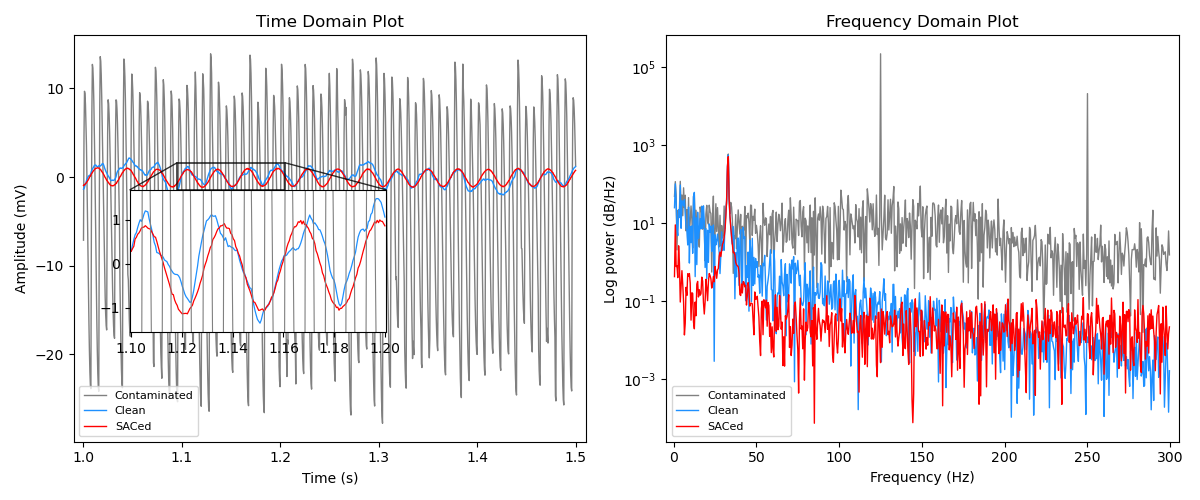 Time Domain Plot
Amplitude (mV)
10
0
−10
−20
1
0
−1
1.10 1.12 1.14 1.16 1.18 1.20
Contaminated
Clean
SACed
1.0 1.1 1.2 1.3 1.4 1.5
Time (s)
Frequency Domain Plot
Log power (dB/Hz)
10^5
10^3
10^1
10^−1
10^−3
Contaminated
Clean
SACed
0 50 100 150 200 250 300
Frequency (Hz)